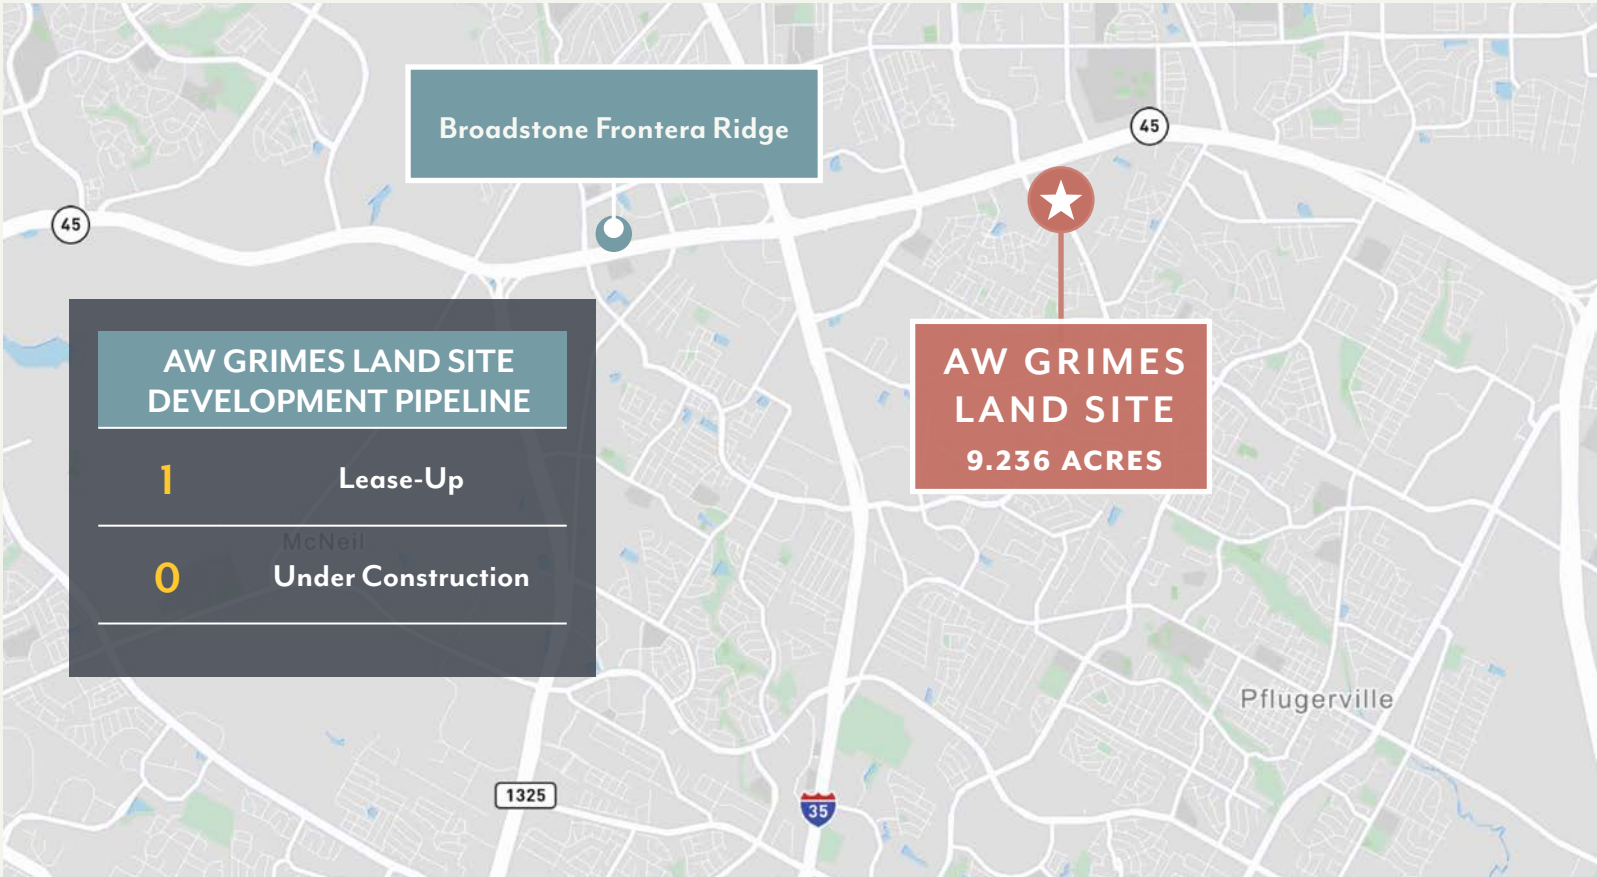 Broadstone Frontera Ridge
45
45
AW GRIMES LAND SITE
DEVELOPMENT PIPELINE
1 Lease-Up
McNeil
0 Under Construction
AW GRIMES
LAND SITE
9.236 ACRES
Pflugerville
1325
35